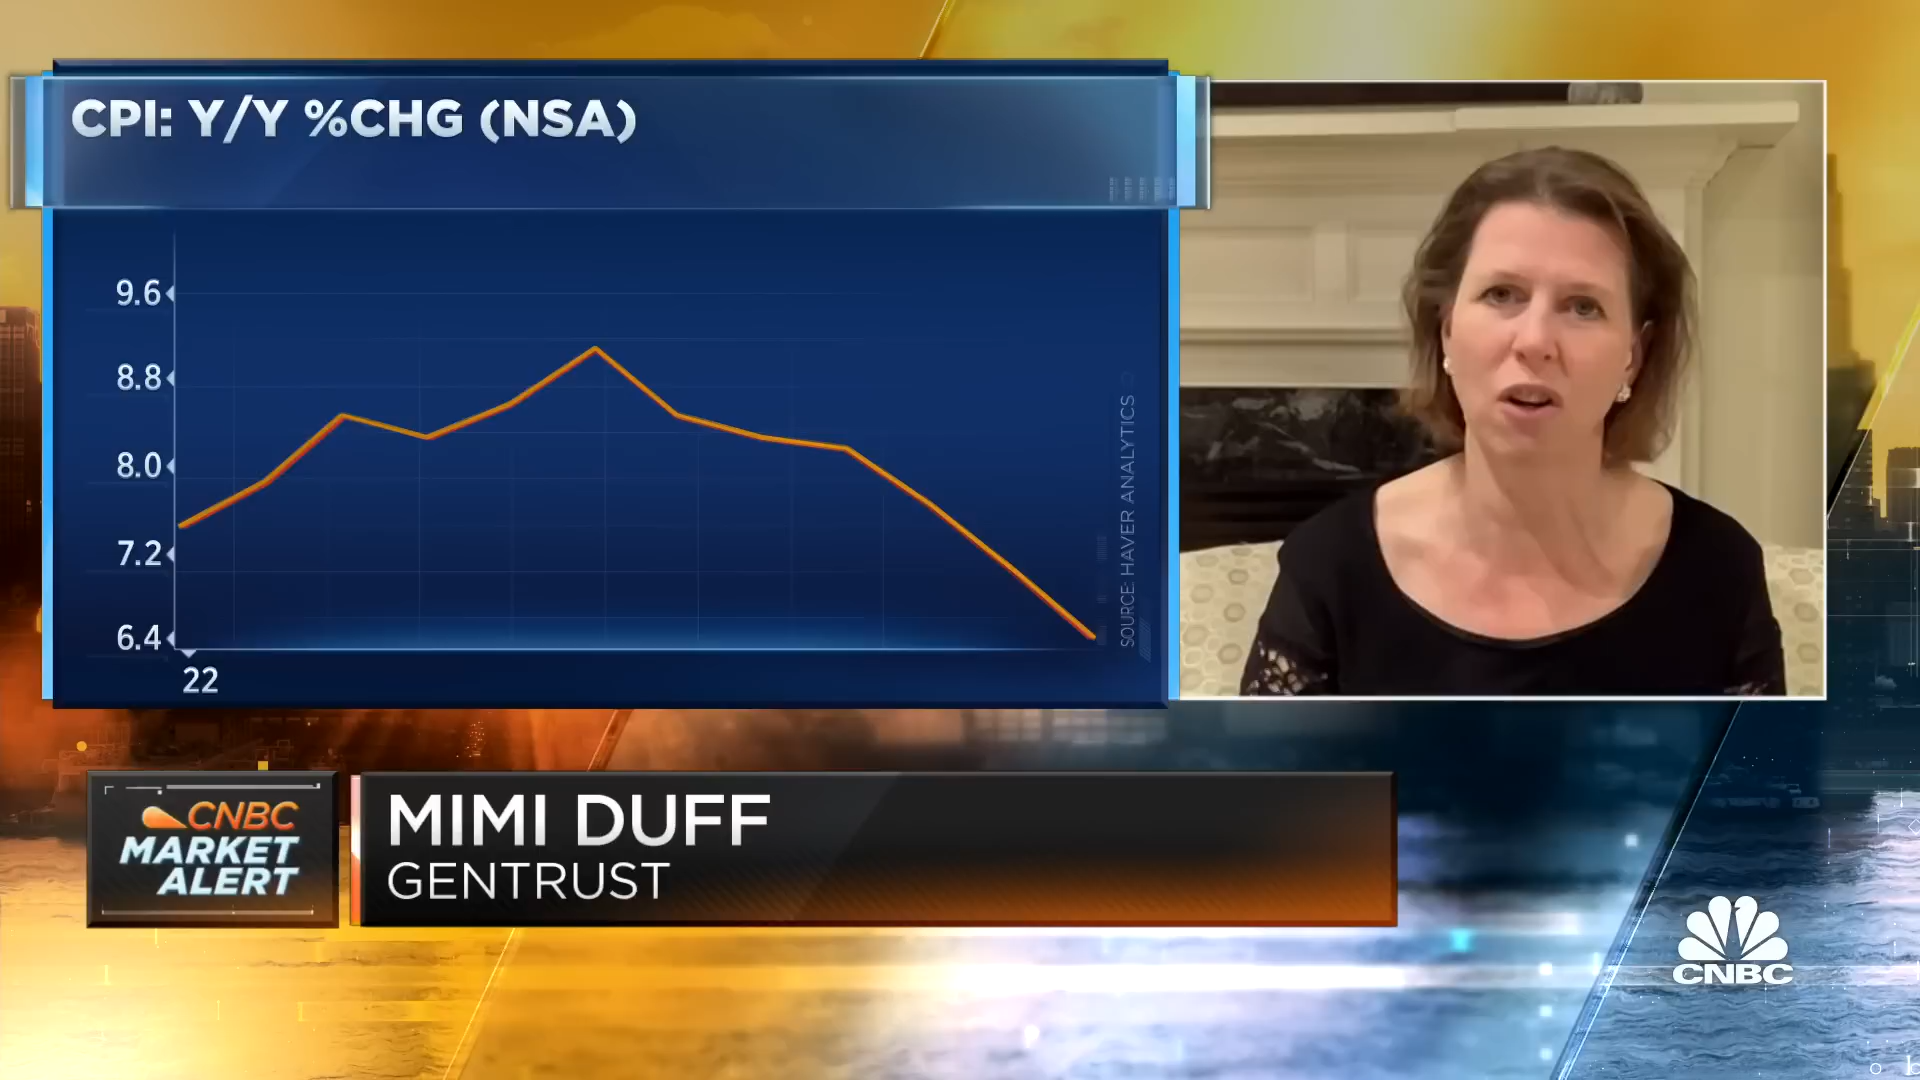 CPI: Y/Y %CHG (NSA)
9.6
8.8
8.0
7.2
6.4
22
SOURCE: HAVER ANALYTICS
CNBC
MARKET
ALERT
MIMI DUFF
GENTRUST
CNBC